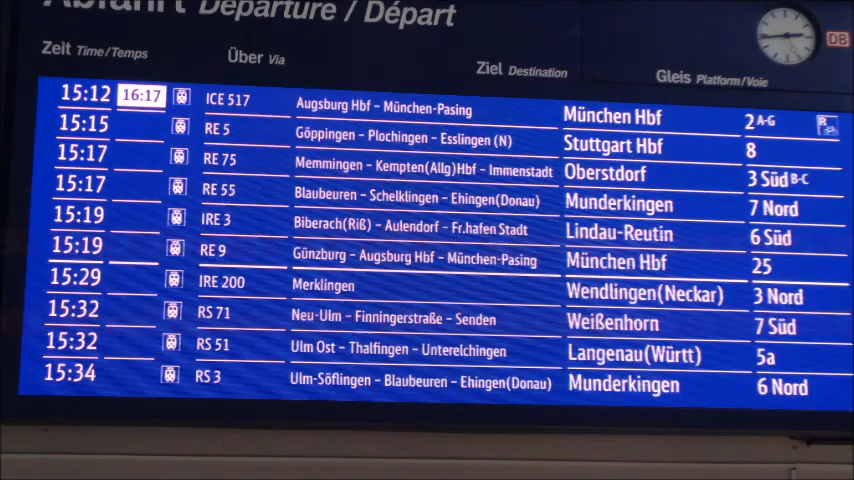 Abfahrt Departure / Départ
DB
Zeit Time/Temps Über Via Ziel Destination Gleis Platform/Voie
15:12 16:17 ICE 517 Augsburg Hbf – München-Pasing München Hbf 2 A-G R
15:15 RE 5 Göppingen – Plochingen – Esslingen (N) Stuttgart Hbf 8
15:17 RE 75 Memmingen – Kempten(Allg)Hbf – Immenstadt Oberstdorf 3 Süd B-C
15:17 RE 55 Blaubeuren – Schelklingen – Ehingen(Donau) Munderkingen 7 Nord
15:19 IRE 3 Biberach(Riß) – Aulendorf – Fr.hafen Stadt Lindau-Reutin 6 Süd
15:19 RE 9 Günzburg – Augsburg Hbf – München-Pasing München Hbf 25
15:29 IRE 200 Merklingen Wendlingen(Neckar) 3 Nord
15:32 RS 71 Neu-Ulm – Finningerstraße – Senden Weißenhorn 7 Süd
15:32 RS 51 Ulm Ost – Thalfingen – Unterelchingen Langenau(Württ) 5a
15:34 RS 3 Ulm-Söflingen – Blaubeuren – Ehingen(Donau) Munderkingen 6 Nord